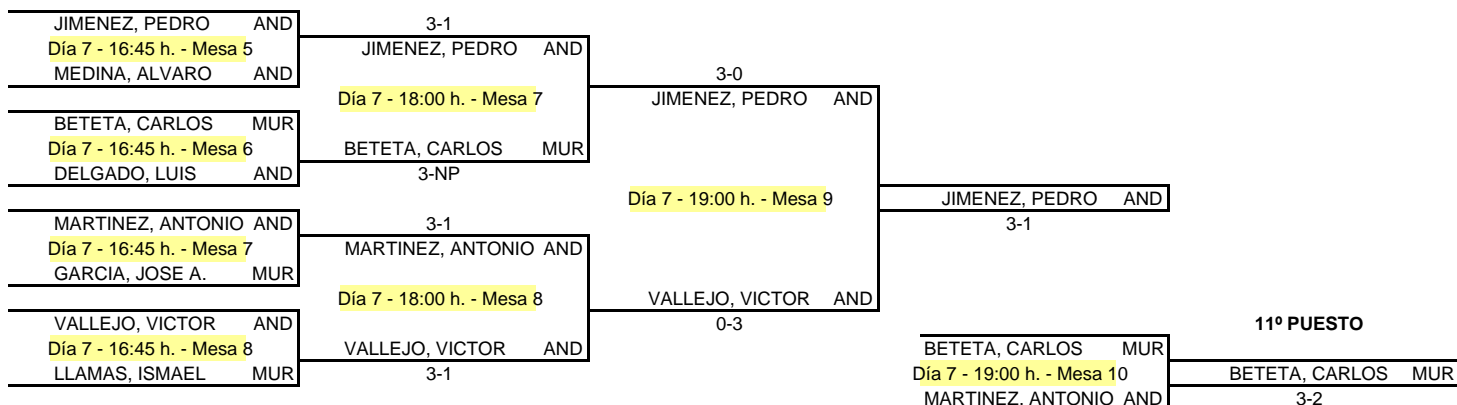 JIMENEZ, PEDRO AND 3-1
Día 7 - 16:45 h. - Mesa 5 JIMENEZ, PEDRO AND
MEDINA, ALVARO AND 3-0
Día 7 - 18:00 h. - Mesa 7 JIMENEZ, PEDRO AND
BETETA, CARLOS MUR
Día 7 - 16:45 h. - Mesa 6 BETETA, CARLOS MUR
DELGADO, LUIS AND 3-NP
Día 7 - 19:00 h. - Mesa 9 JIMENEZ, PEDRO AND
MARTINEZ, ANTONIO AND 3-1 3-1
Día 7 - 16:45 h. - Mesa 7 MARTINEZ, ANTONIO AND
GARCIA, JOSE A. MUR
Día 7 - 18:00 h. - Mesa 8 VALLEJO, VICTOR AND
VALLEJO, VICTOR AND 0-3 11º PUESTO
Día 7 - 16:45 h. - Mesa 8 VALLEJO, VICTOR AND BETETA, CARLOS MUR
LLAMAS, ISMAEL MUR 3-1 Día 7 - 19:00 h. - Mesa 10 BETETA, CARLOS MUR
MARTINEZ, ANTONIO AND 3-2